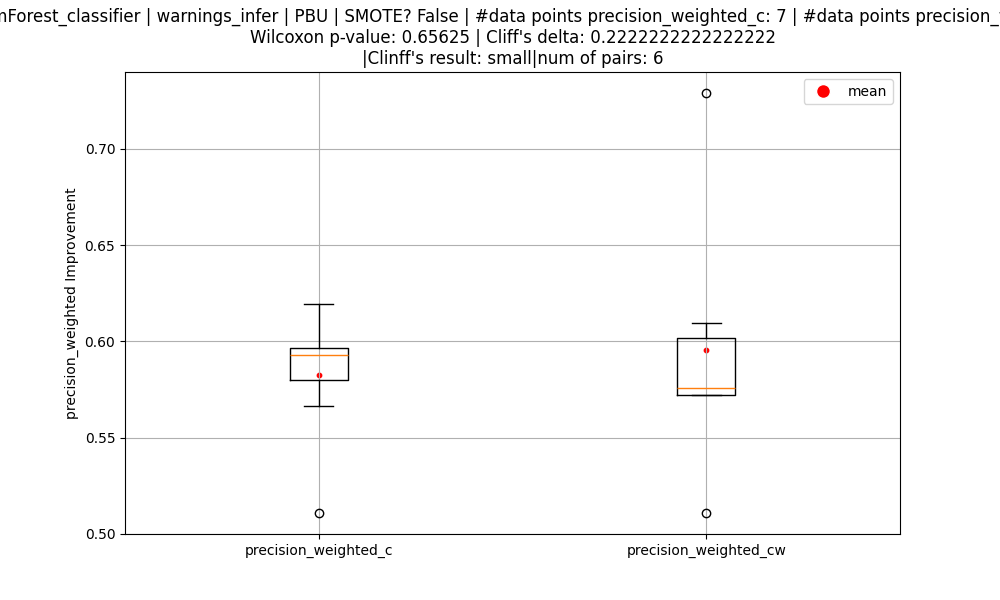 mForest_classifier | warnings_infer | PBU | SMOTE? False | #data points precision_weighted_c: 7 | #data points precision_
Wilcoxon p-value: 0.65625 | Cliff's delta: 0.2222222222222222
|Clinff's result: small|num of pairs: 6
mean
precision_weighted Improvement
0.70
0.65
0.60
0.55
0.50
precision_weighted_c
precision_weighted_cw